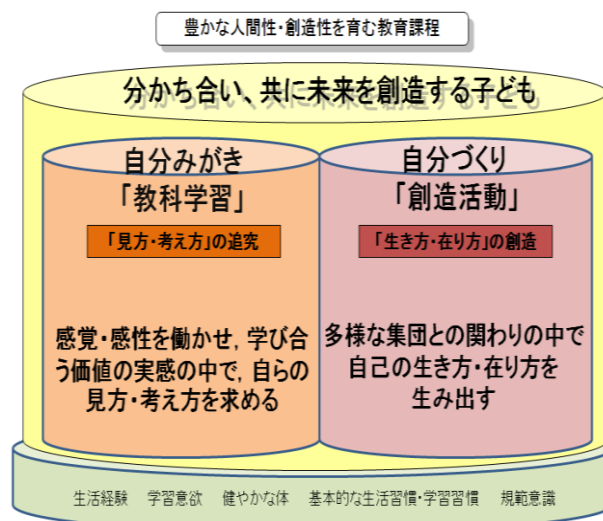 豊かな人間性・創造性を育む教育課程
分かち合い、共に未来を創造する子ども
自分みがき
「教科学習」
「見方・考え方」の追究
感覚・感性を働かせ，学び合
う価値の実感の中で，自らの
見方・考え方を求める
自分づくり
「創造活動」
「生き方・在り方」の創造
多様な集団との関わりの中で
自己の生き方・在り方を
生み出す
生活経験　学習意欲　健やかな体　基本的な生活習慣・学習習慣　規範意識